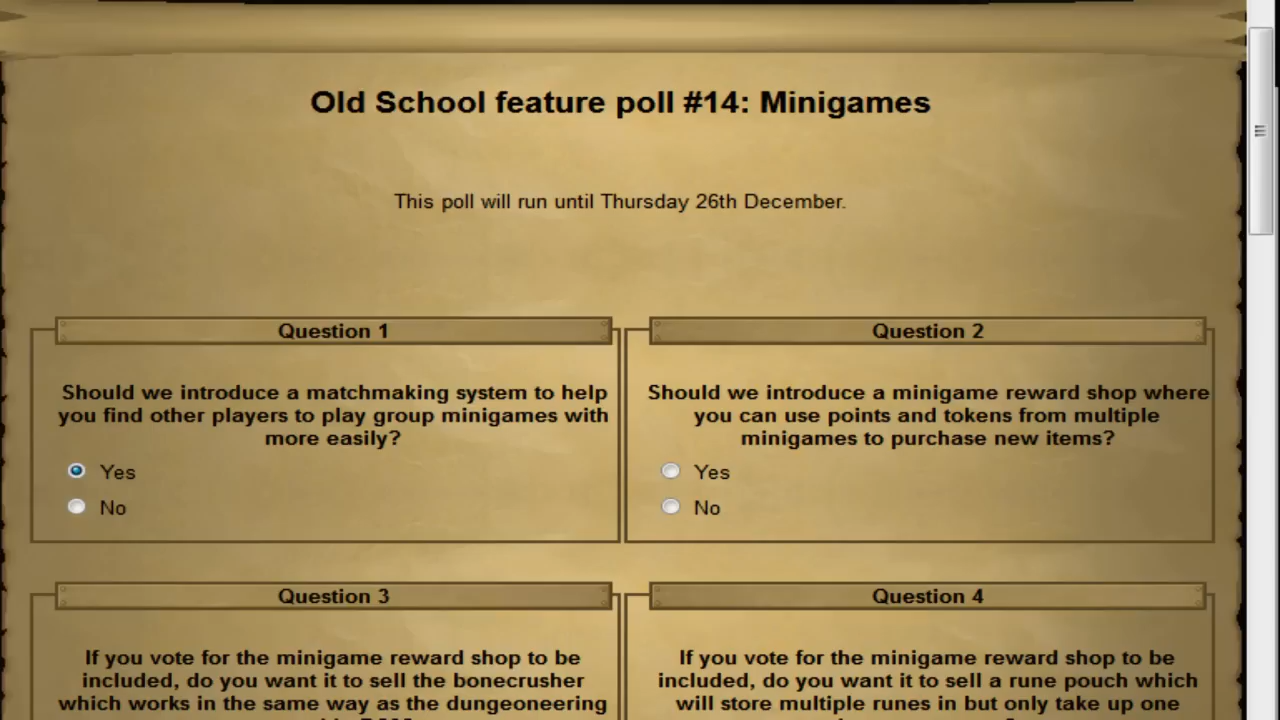 Old School feature poll #14: Minigames
This poll will run until Thursday 26th December.
Question 1
Should we introduce a matchmaking system to help
you find other players to play group minigames with
more easily?
Yes
No
Question 2
Should we introduce a minigame reward shop where
you can use points and tokens from multiple
minigames to purchase new items?
Yes
No
Question 3
If you vote for the minigame reward shop to be
included, do you want it to sell the bonecrusher
which works in the same way as the dungeoneering
Question 4
If you vote for the minigame reward shop to be
included, do you want it to sell a rune pouch which
will store multiple runes in but only take up one